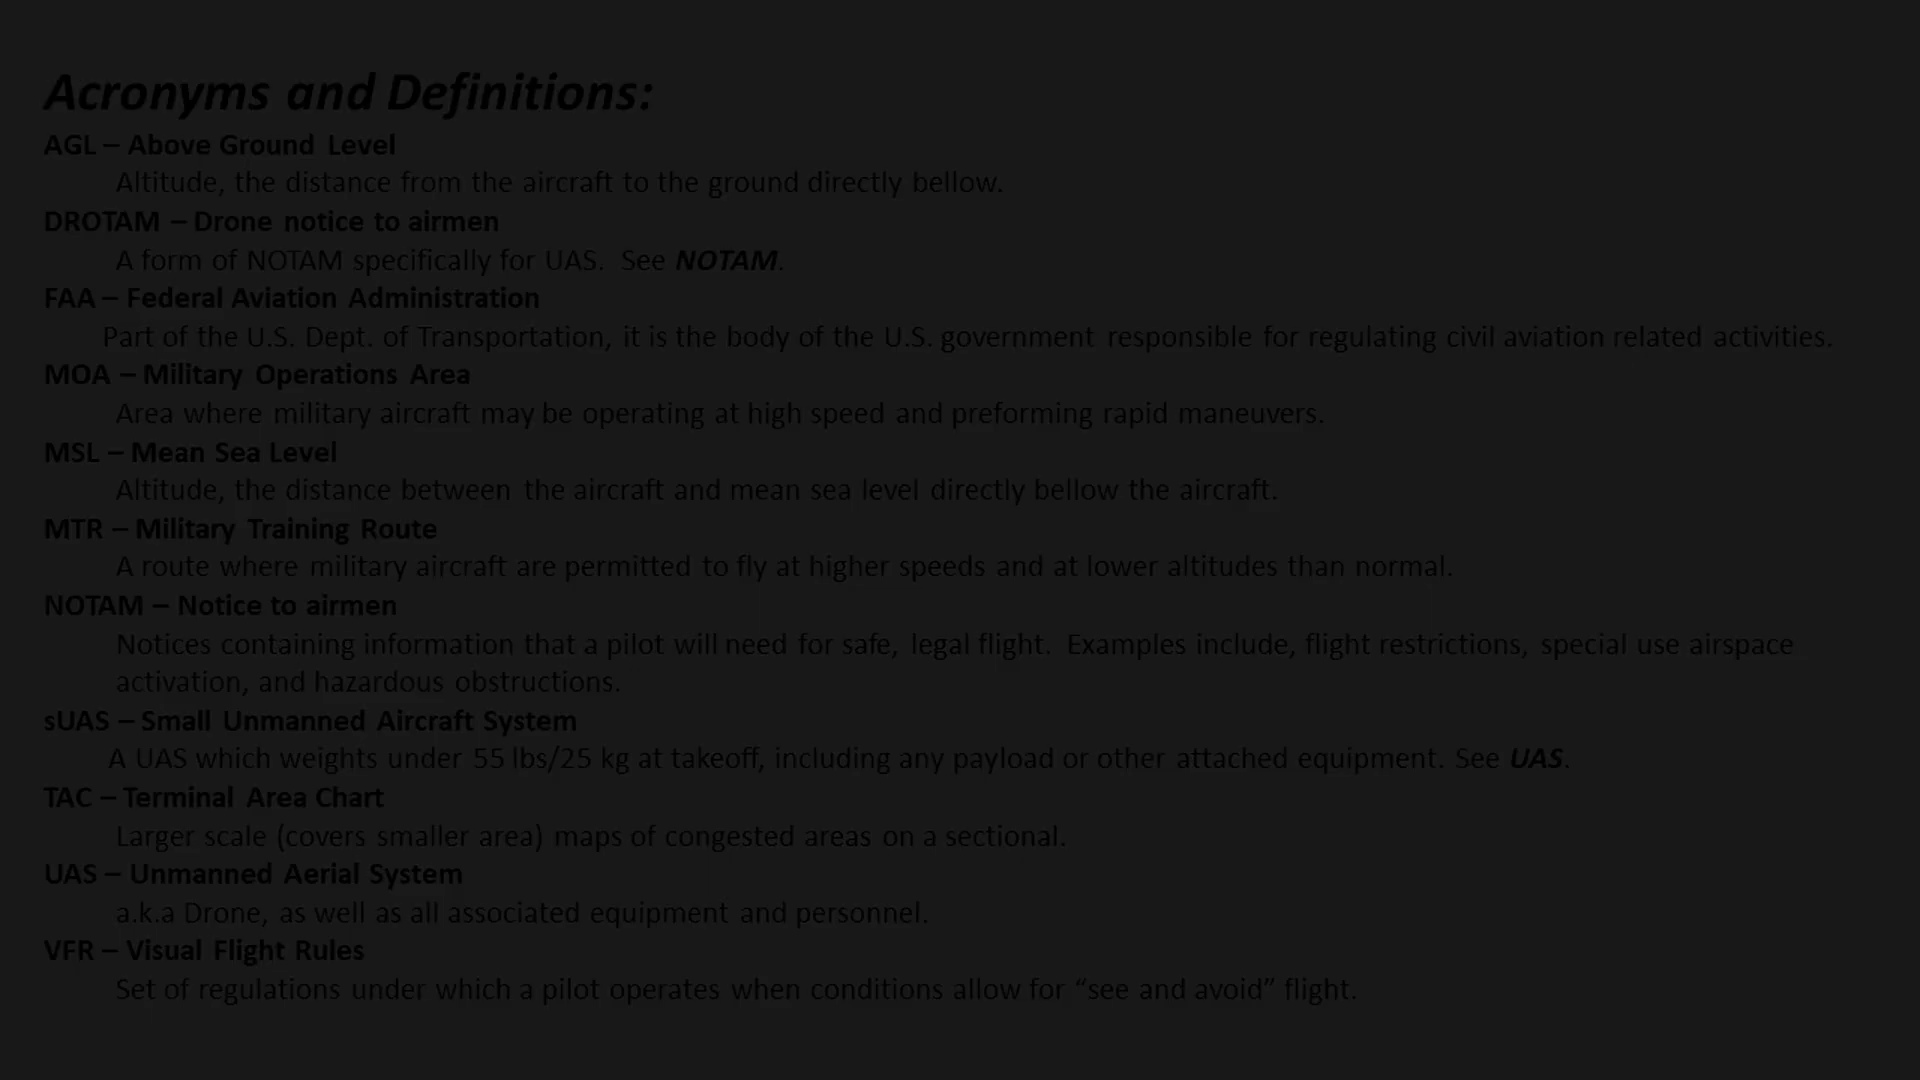 Acronyms and Definitions:
AGL – Above Ground Level
Altitude, the distance from the aircraft to the ground directly bellow.
DROTAM – Drone notice to airmen
A form of NOTAM specifically for UAS.  See NOTAM.
FAA – Federal Aviation Administration
Part of the U.S. Dept. of Transportation, it is the body of the U.S. government responsible for regulating civil aviation related activities.
MOA – Military Operations Area
Area where military aircraft may be operating at high speed and preforming rapid maneuvers.
MSL – Mean Sea Level
Altitude, the distance between the aircraft and mean sea level directly bellow the aircraft.
MTR – Military Training Route
A route where military aircraft are permitted to fly at higher speeds and at lower altitudes than normal.
NOTAM – Notice to airmen
Notices containing information that a pilot will need for safe, legal flight.  Examples include, flight restrictions, special use airspace
activation, and hazardous obstructions.
sUAS – Small Unmanned Aircraft System
A UAS which weights under 55 lbs/25 kg at takeoff, including any payload or other attached equipment. See UAS.
TAC – Terminal Area Chart
Larger scale (covers smaller area) maps of congested areas on a sectional.
UAS – Unmanned Aerial System
a.k.a Drone, as well as all associated equipment and personnel.
VFR – Visual Flight Rules
Set of regulations under which a pilot operates when conditions allow for “see and avoid” flight.